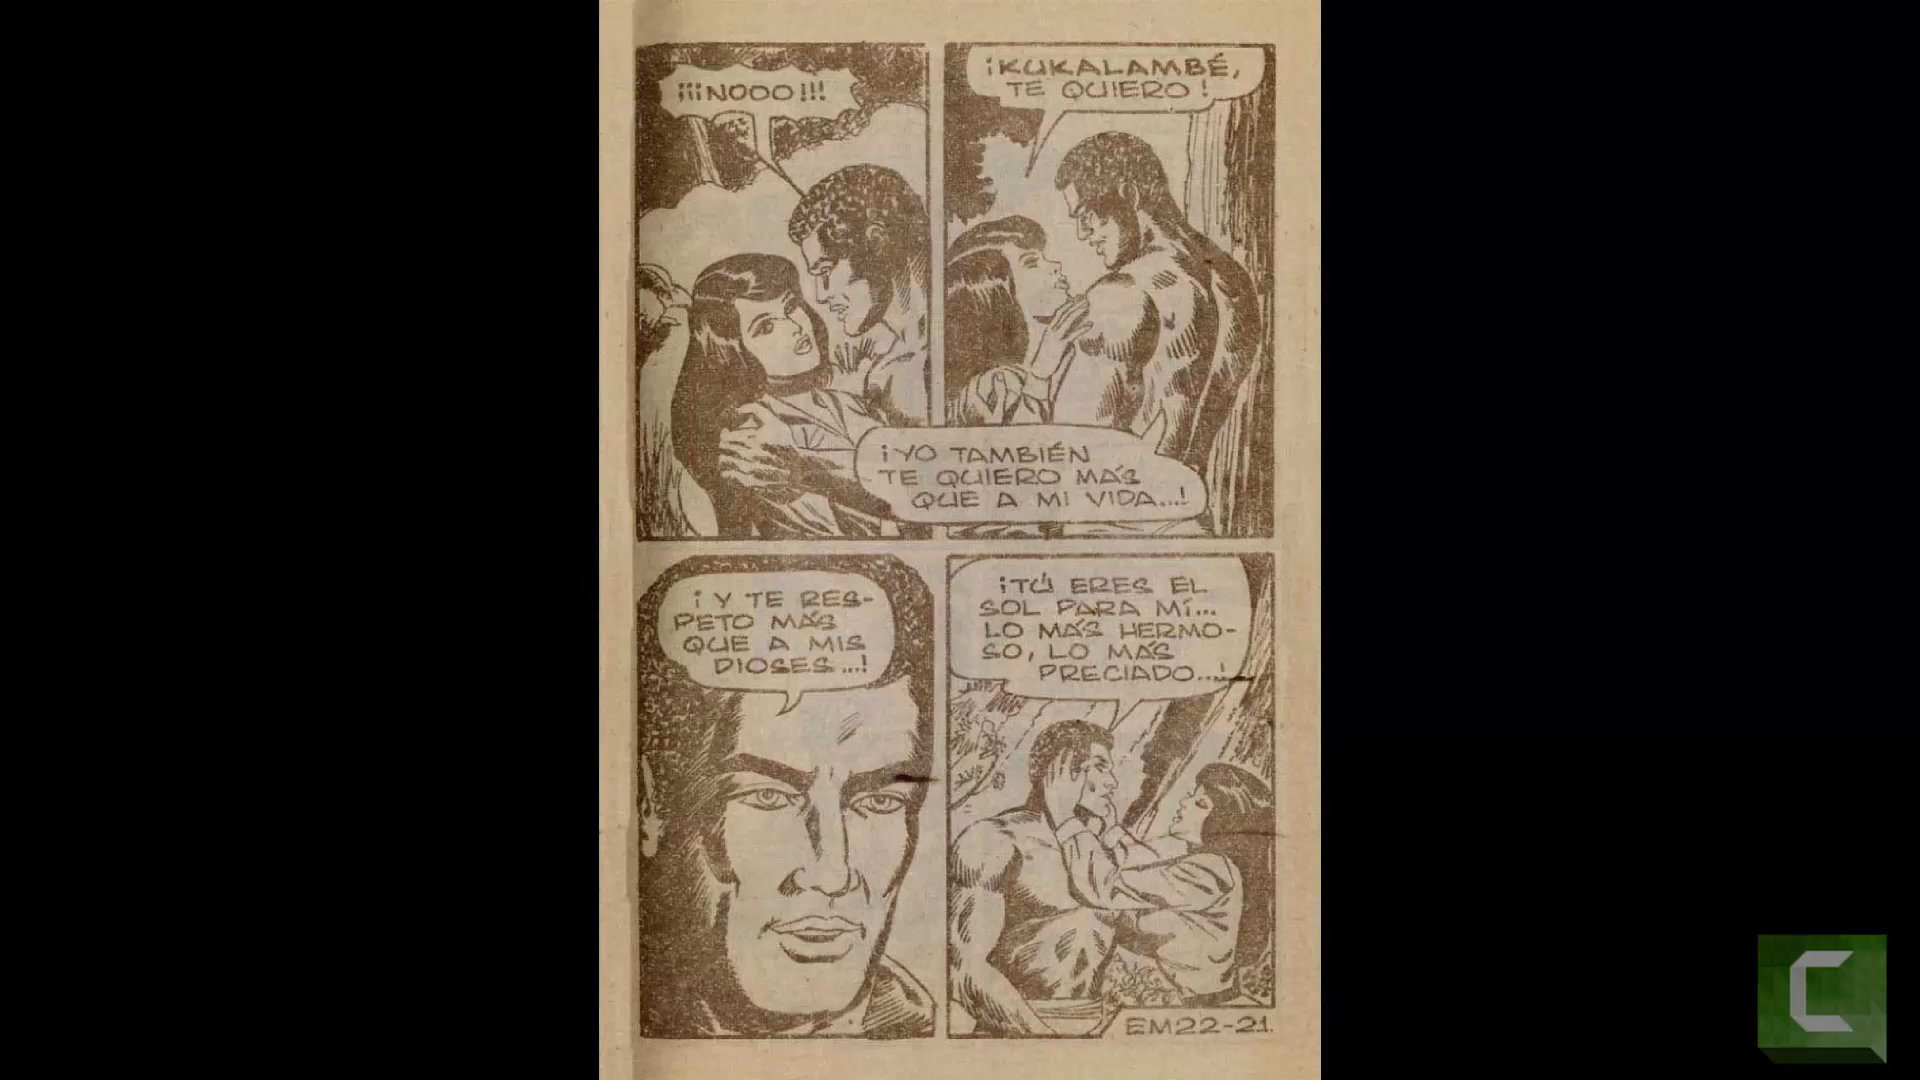 ¡¡¡NOOO!!!
¡KUKALAMBÉ,
TE QUIERO!
¡YO TAMBIÉN
TE QUIERO MÁS
QUE A MI VIDA...!
¡Y TE RES-
PETO MÁS
QUE A MIS
DIOSES...!
¡TÚ ERES EL
SOL PARA MÍ...
LO MÁS HERMO-
SO, LO MÁS
PRECIADO...!
EM22-21
C